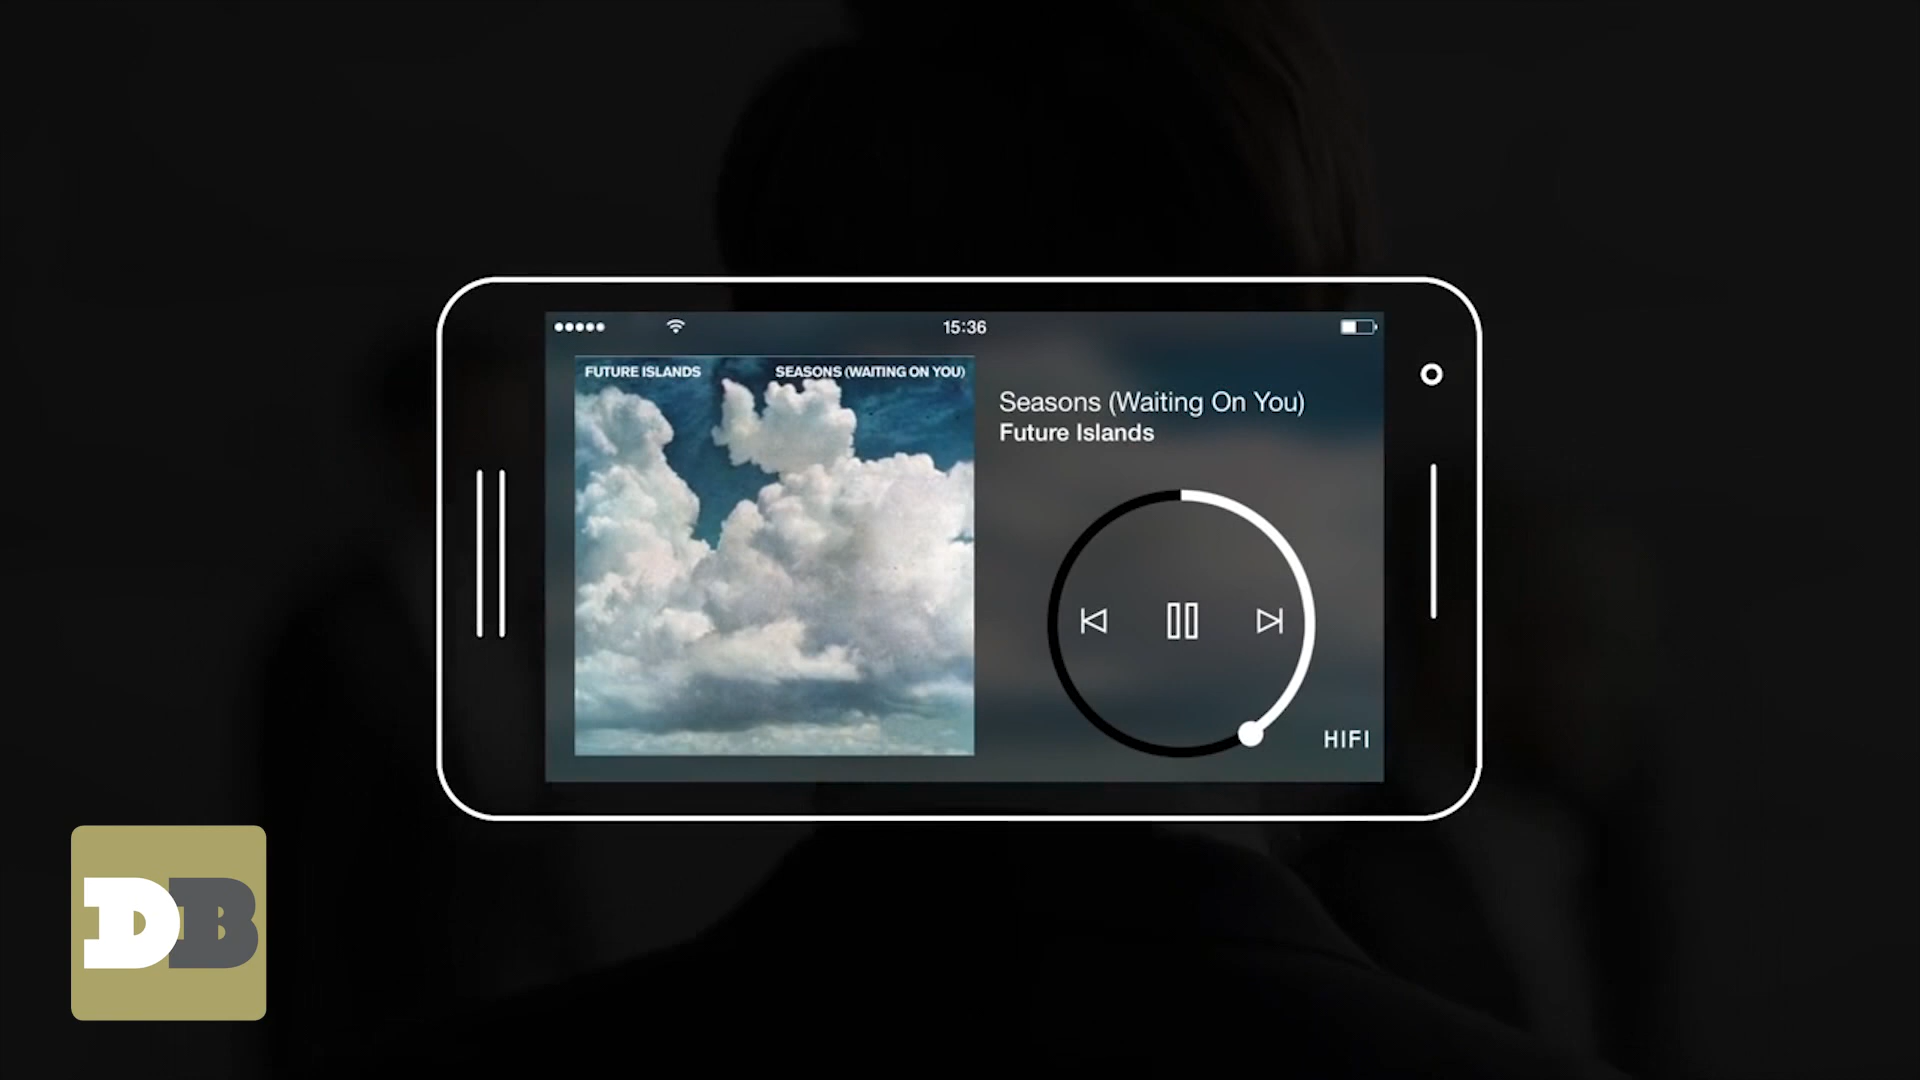 15:36
FUTURE ISLANDS SEASONS (WAITING ON YOU)
Seasons (Waiting On You)
Future Islands
HIFI
DB